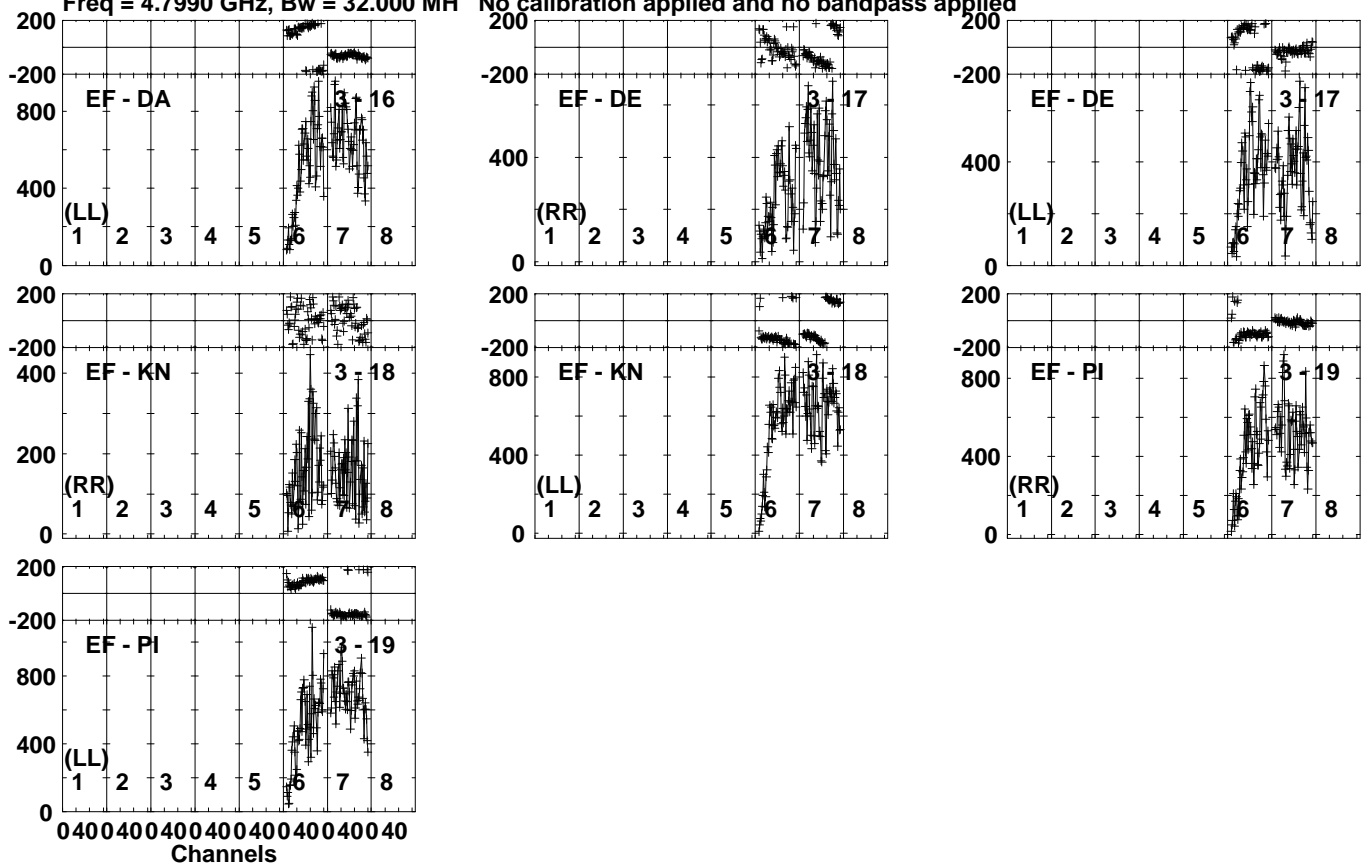 Freq = 4.7990 GHz, Bw = 32.000 MH No calibration applied and no bandpass applied
200
-200
EF - DA 3 - 16
800
400
(LL)
1 2 3 4 5 6 7 8
0
EF - DE 3 - 17
400
(RR)
1 2 3 4 5 6 7 8
0
200
-200
EF - DE 3 - 17
400
(LL)
1 2 3 4 5 6 7 8
0
200
-200
200
-200
EF - KN 3 - 18
400
200
(RR)
1 2 3 4 5 6 7 8
0
200
-200
EF - KN 3 - 18
800
400
(LL)
1 2 3 4 5 6 7 8
0
200
-200
EF - PI 3 - 19
800
400
(RR)
1 2 3 4 5 6 7 8
0
200
-200
EF - PI 3 - 19
800
400
(LL)
1 2 3 4 5 6 7 8
0
0 40 0 40 0 40 0 40 0 40 0 40 0 40 0 40
Channels